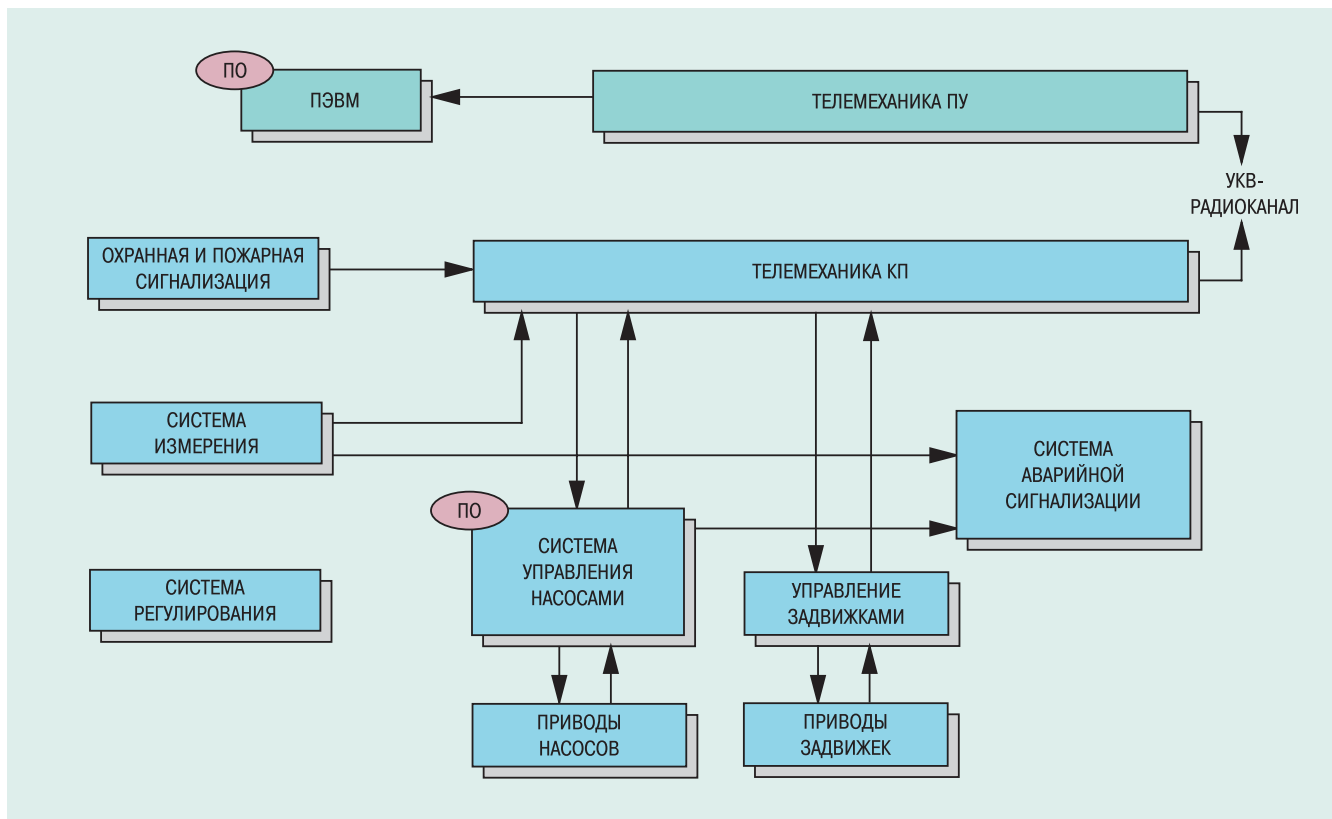 ПО
ПЭВМ
ТЕЛЕМЕХАНИКА ПУ
УКВ-
РАДИОКАНАЛ
ОХРАННАЯ И ПОЖАРНАЯ
СИГНАЛИЗАЦИЯ
ТЕЛЕМЕХАНИКА КП
СИСТЕМА
ИЗМЕРЕНИЯ
СИСТЕМА
АВАРИЙНОЙ
СИГНАЛИЗАЦИИ
ПО
СИСТЕМА
УПРАВЛЕНИЯ
НАСОСАМИ
СИСТЕМА
РЕГУЛИРОВАНИЯ
УПРАВЛЕНИЕ
ЗАДВИЖКАМИ
ПРИВОДЫ
НАСОСОВ
ПРИВОДЫ
ЗАДВИЖЕК